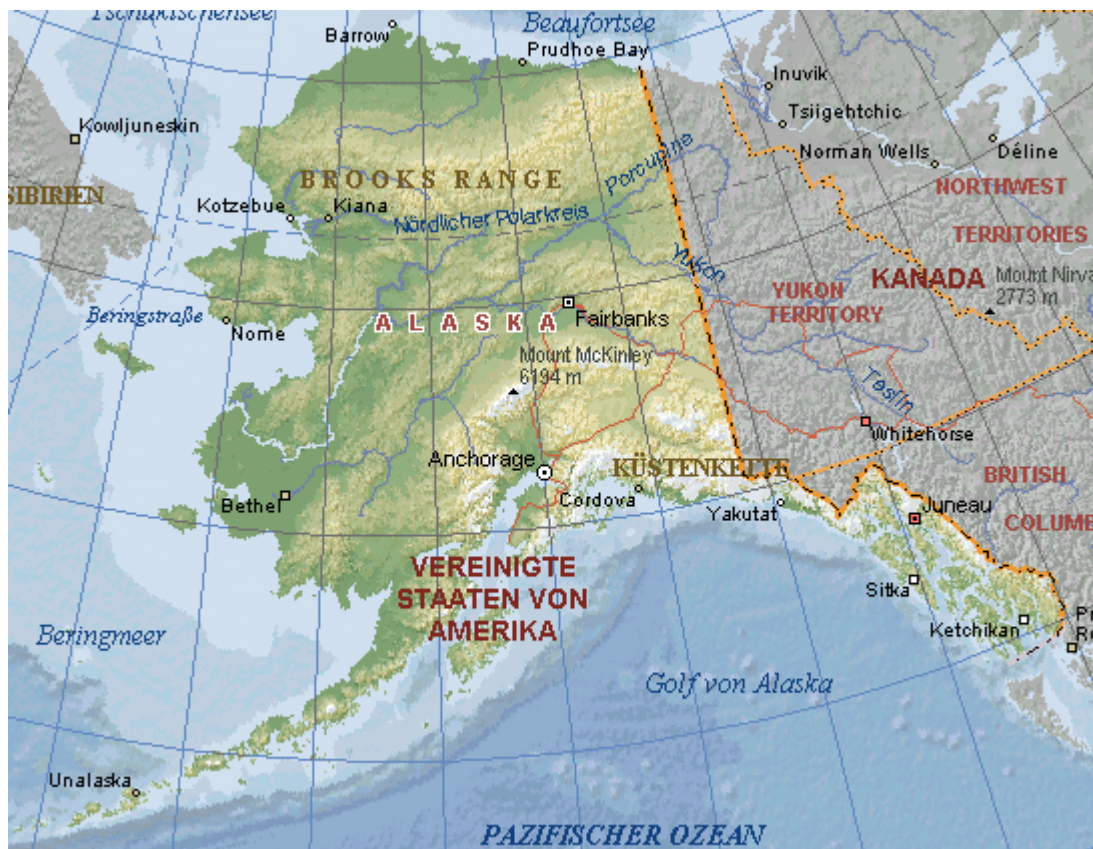 Tschuktschensee
Beaufortsee
Barrow
Prudhoe Bay
Inuvik
Kowljuneskin
Tsiigehtchic
Norman Wells
Déline
Porcupine
BROOKS RANGE
NORTHWEST
TERRITORIES
SIBIRIEN
Kotzebue
Kiana
Nördlicher Polarkreis
Yukon
KANADA
Mount Nirva
2773 m
YUKON
TERRITORY
Beringstraße
Nome
ALASKA
Fairbanks
Mount McKinley
6194 m
Teslin
Whitehorse
Anchorage
KÜSTENKETTE
BRITISH
COLUMB
Bethel
Cordova
Yakutat
Juneau
VEREINIGTE
STAATEN VON
AMERIKA
Sitka
Ketchikan
Beringmeer
Golf von Alaska
Unalaska
PAZIFISCHER OZEAN